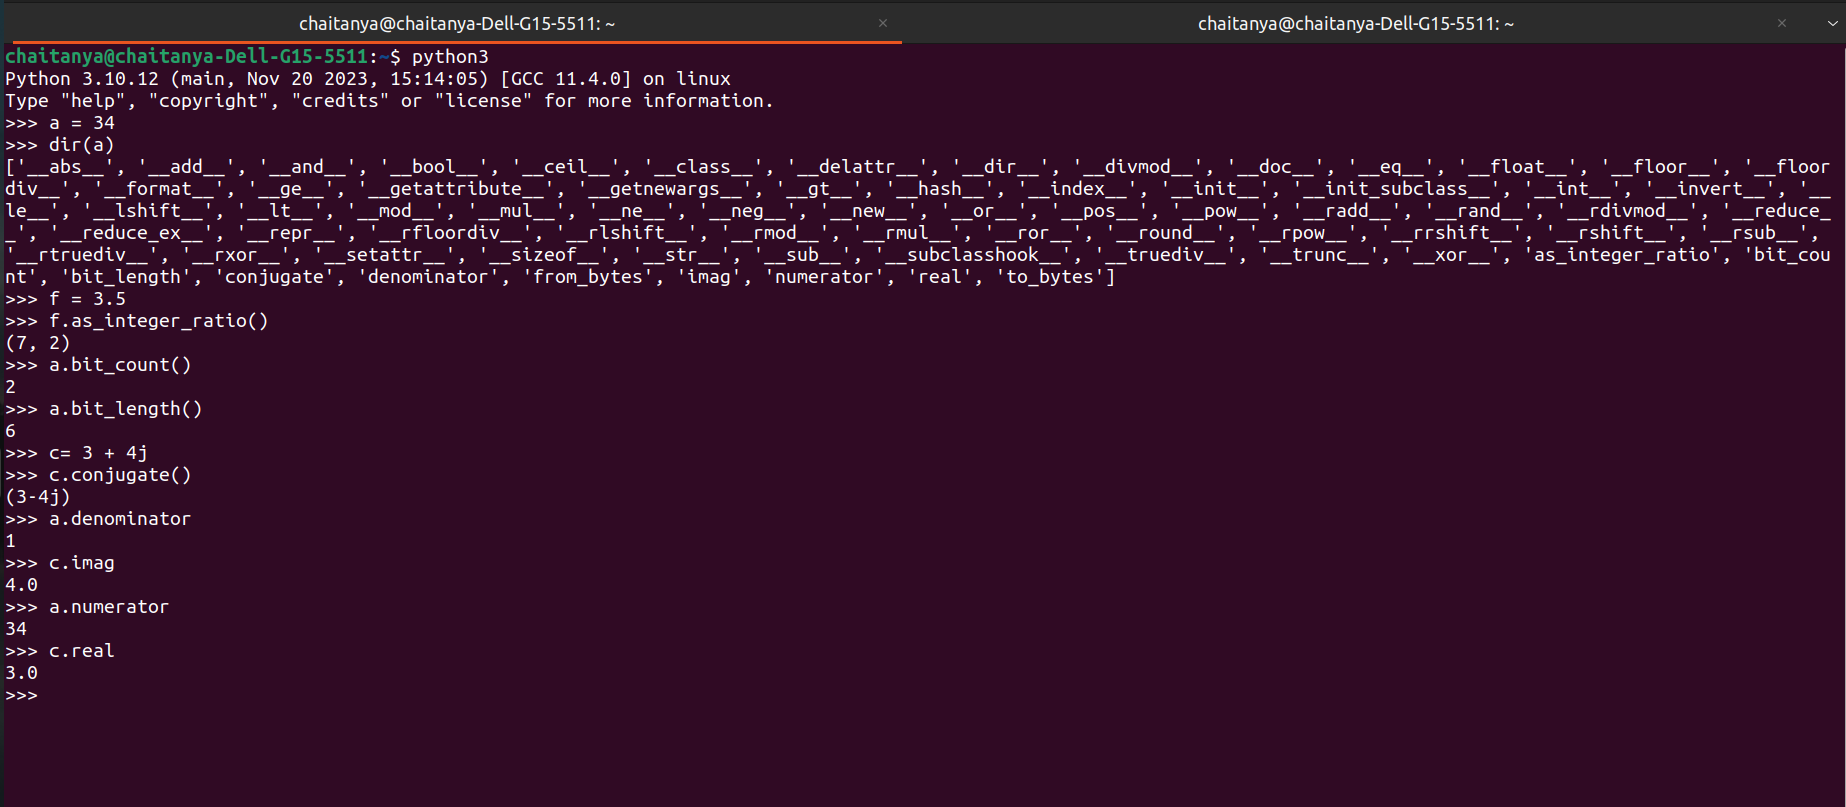 chaitanya@chaitanya-Dell-G15-5511: ~ × chaitanya@chaitanya-Dell-G15-5511: ~ ×
chaitanya@chaitanya-Dell-G15-5511:~$ python3
Python 3.10.12 (main, Nov 20 2023, 15:14:05) [GCC 11.4.0] on linux
Type "help", "copyright", "credits" or "license" for more information.
>>> a = 34
>>> dir(a)
['__abs__', '__add__', '__and__', '__bool__', '__ceil__', '__class__', '__delattr__', '__dir__', '__divmod__', '__doc__', '__eq__', '__float__', '__floor__', '__floor
div__', '__format__', '__ge__', '__getattribute__', '__getnewargs__', '__gt__', '__hash__', '__index__', '__init__', '__init_subclass__', '__int__', '__invert__', '__
le__', '__lshift__', '__lt__', '__mod__', '__mul__', '__ne__', '__neg__', '__new__', '__or__', '__pos__', '__pow__', '__radd__', '__rand__', '__rdivmod__', '__reduce_
_', '__reduce_ex__', '__repr__', '__rfloordiv__', '__rlshift__', '__rmod__', '__rmul__', '__ror__', '__round__', '__rpow__', '__rrshift__', '__rshift__', '__rsub__', 
'__rtruediv__', '__rxor__', '__setattr__', '__sizeof__', '__str__', '__sub__', '__subclasshook__', '__truediv__', '__trunc__', '__xor__', 'as_integer_ratio', 'bit_cou
nt', 'bit_length', 'conjugate', 'denominator', 'from_bytes', 'imag', 'numerator', 'real', 'to_bytes']
>>> f = 3.5
>>> f.as_integer_ratio()
(7, 2)
>>> a.bit_count()
2
>>> a.bit_length()
6
>>> c= 3 + 4j
>>> c.conjugate()
(3-4j)
>>> a.denominator
1
>>> c.imag
4.0
>>> a.numerator
34
>>> c.real
3.0
>>>